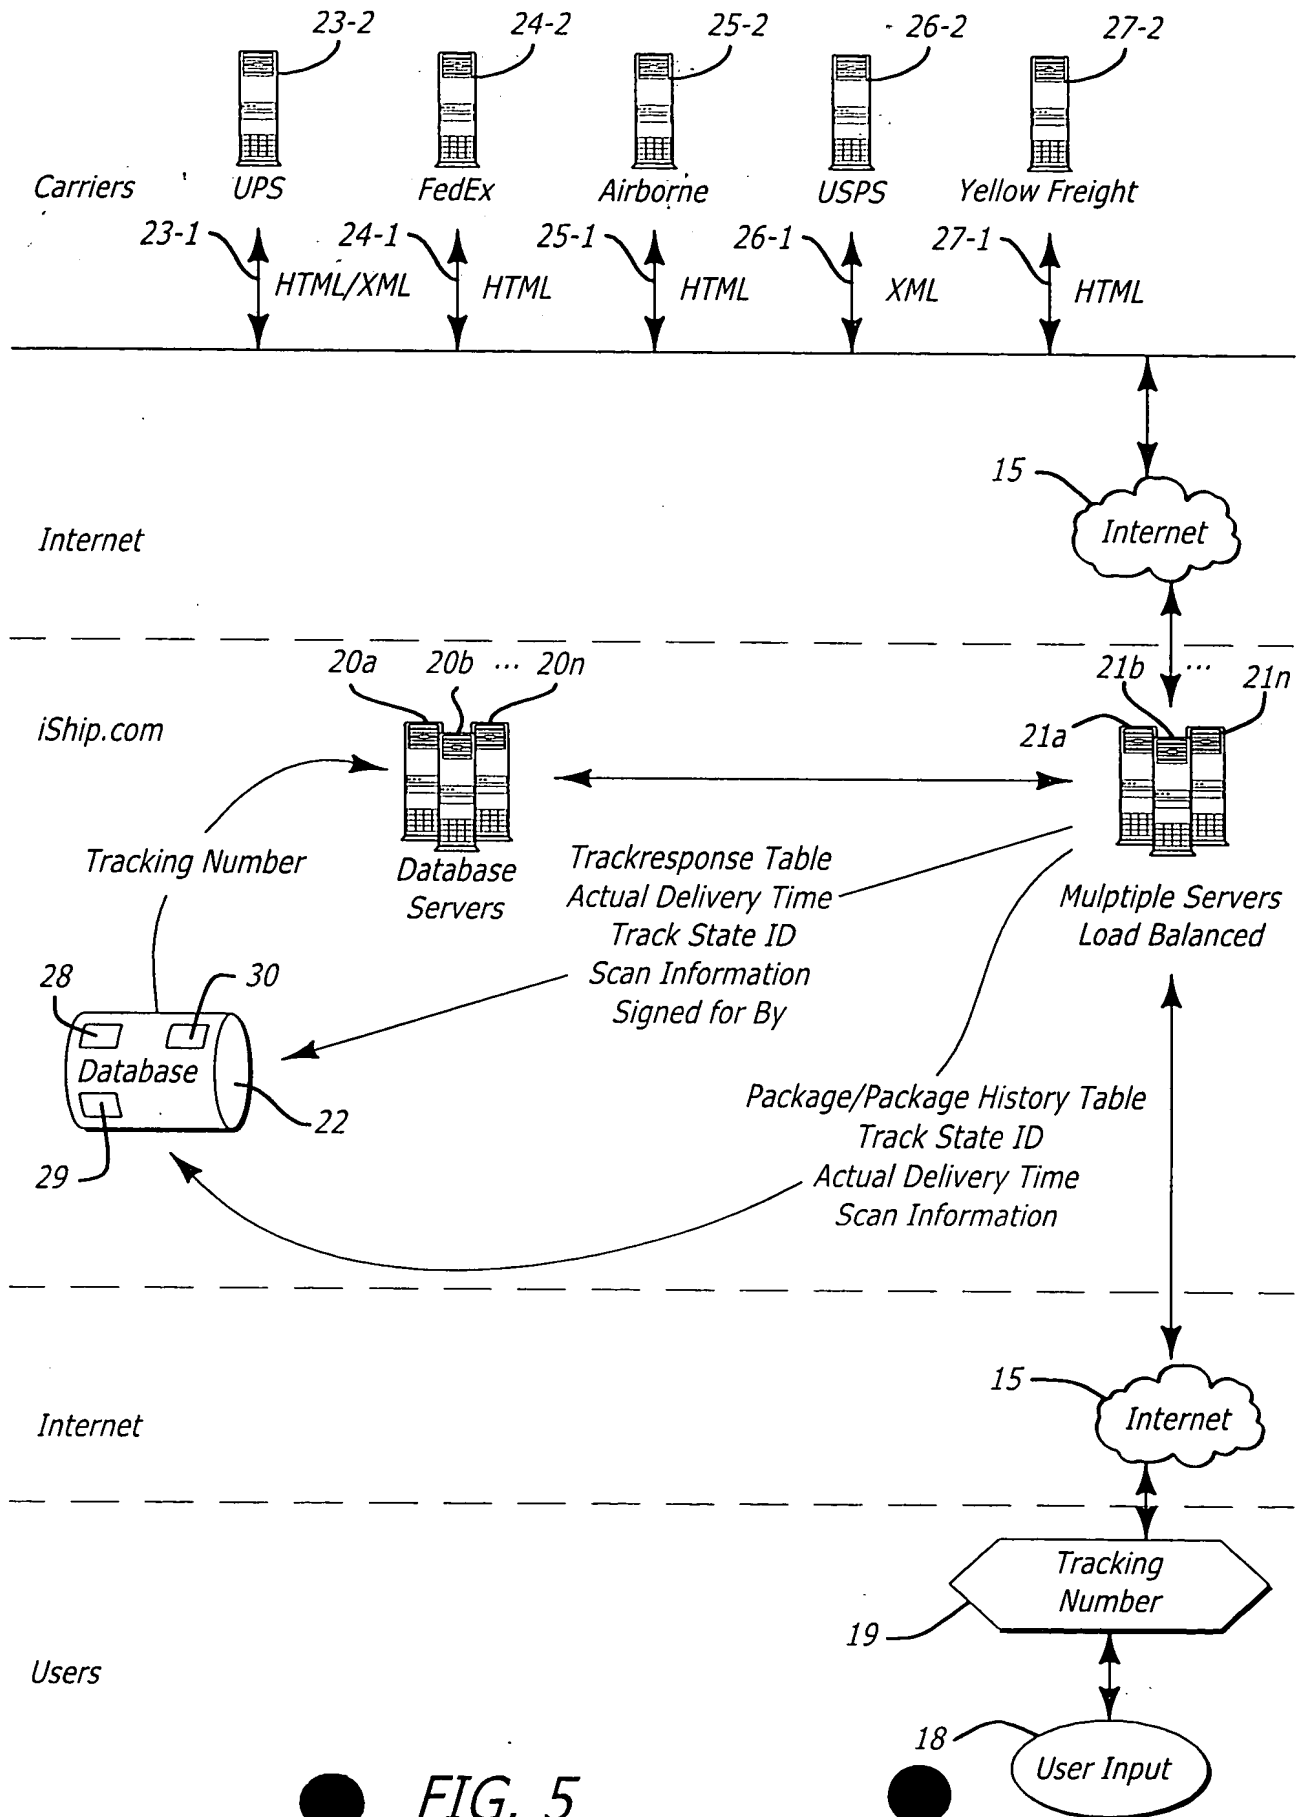 23-2
24-2
25-2
26-2
27-2
Carriers
UPS
FedEx
Airborne
USPS
Yellow Freight
23-1
24-1
25-1
26-1
27-1
HTML/XML
HTML
HTML
XML
HTML
15
Internet
Internet
20a
20b
...
20n
21b
...
21n
iShip.com
21a
Tracking Number
Database
Servers
Trackresponse Table
Actual Delivery Time
Track State ID
Scan Information
Signed for By
Mulptiple Servers
Load Balanced
28
30
Database
22
29
Package/Package History Table
Track State ID
Actual Delivery Time
Scan Information
15
Internet
Internet
Tracking
Number
19
Users
18
User Input
FIG. 5